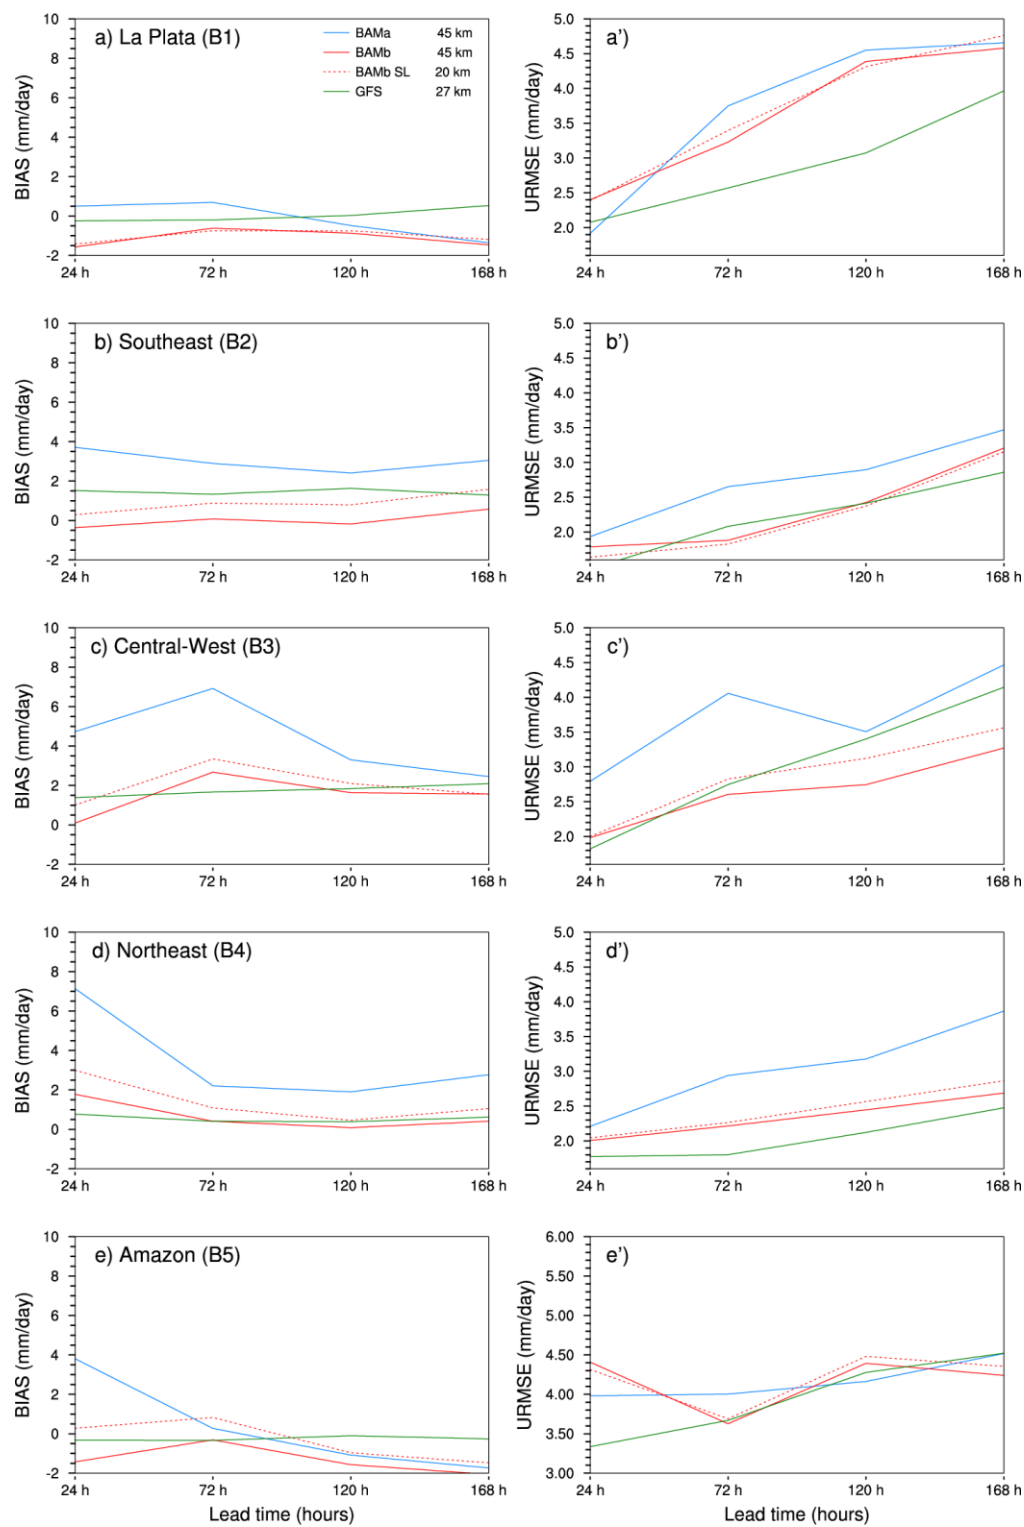 a) La Plata (B1)
BAMa 45 km
BAMb 45 km
BAMb SL 20 km
GFS 27 km
BIAS (mm/day)
10
8
6
4
2
0
-2
24 h 72 h 120 h 168 h
a')
URMSE (mm/day)
5.0
4.5
4.0
3.5
3.0
2.5
2.0
24 h 72 h 120 h 168 h
b) Southeast (B2)
BIAS (mm/day)
10
8
6
4
2
0
-2
24 h 72 h 120 h 168 h
b')
URMSE (mm/day)
5.0
4.5
4.0
3.5
3.0
2.5
2.0
24 h 72 h 120 h 168 h
c) Central-West (B3)
BIAS (mm/day)
10
8
6
4
2
0
-2
24 h 72 h 120 h 168 h
c')
URMSE (mm/day)
5.0
4.5
4.0
3.5
3.0
2.5
2.0
24 h 72 h 120 h 168 h
d) Northeast (B4)
BIAS (mm/day)
10
8
6
4
2
0
-2
24 h 72 h 120 h 168 h
d')
URMSE (mm/day)
5.0
4.5
4.0
3.5
3.0
2.5
2.0
24 h 72 h 120 h 168 h
e) Amazon (B5)
BIAS (mm/day)
10
8
6
4
2
0
-2
24 h 72 h 120 h 168 h
Lead time (hours)
e')
URMSE (mm/day)
6.00
5.50
5.00
4.50
4.00
3.50
3.00
24 h 72 h 120 h 168 h
Lead time (hours)